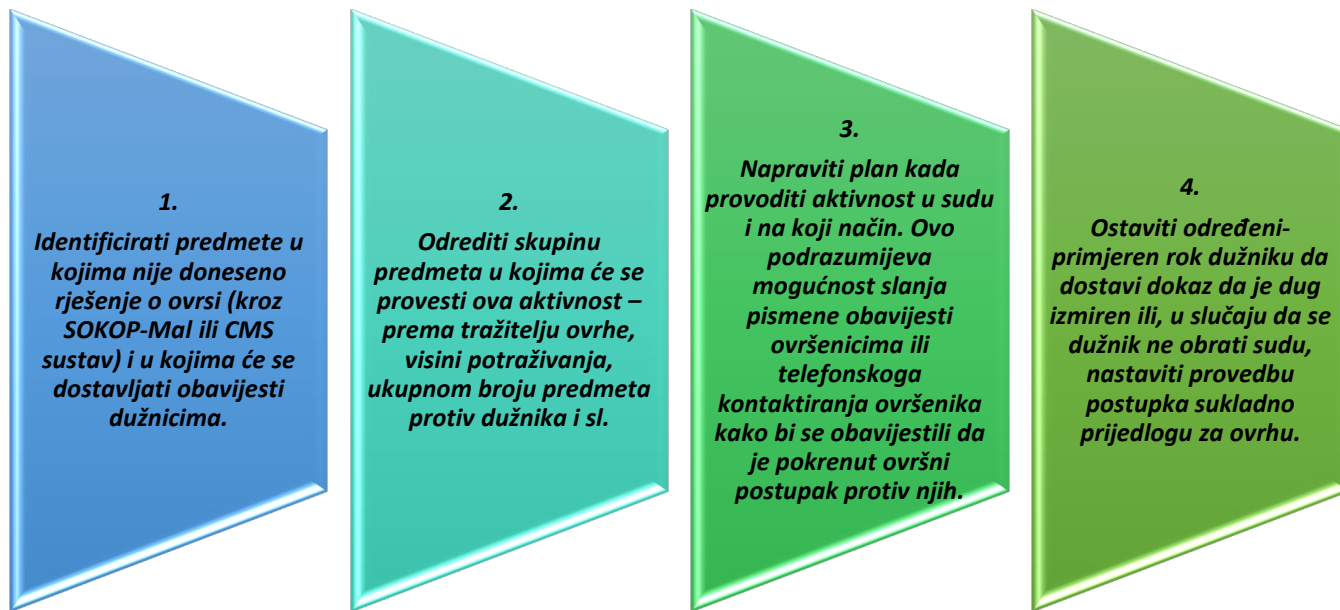 1.
Identificirati predmete u
kojima nije doneseno
rješenje o ovrsi (kroz
SOKOP-Mal ili CMS
sustav) i u kojima će se
dostavljati obavijesti
dužnicima.
2.
Odrediti skupinu
predmeta u kojima će se
provesti ova aktivnost –
prema tražitelju ovrhe,
visini potraživanja,
ukupnom broju predmeta
protiv dužnika i sl.
3.
Napraviti plan kada
provoditi aktivnost u sudu
i na koji način. Ovo
podrazumijeva
mogućnost slanja
pismene obavijesti
ovršenicima ili
telefonskoga
kontaktiranja ovršenika
kako bi se obavijestili da
je pokrenut ovršni
postupak protiv njih.
4.
Ostaviti određeni-
primjeren rok dužniku da
dostavi dokaz da je dug
izmiren ili, u slučaju da se
dužnik ne obrati sudu,
nastaviti provedbu
postupka sukladno
prijedlogu za ovrhu.